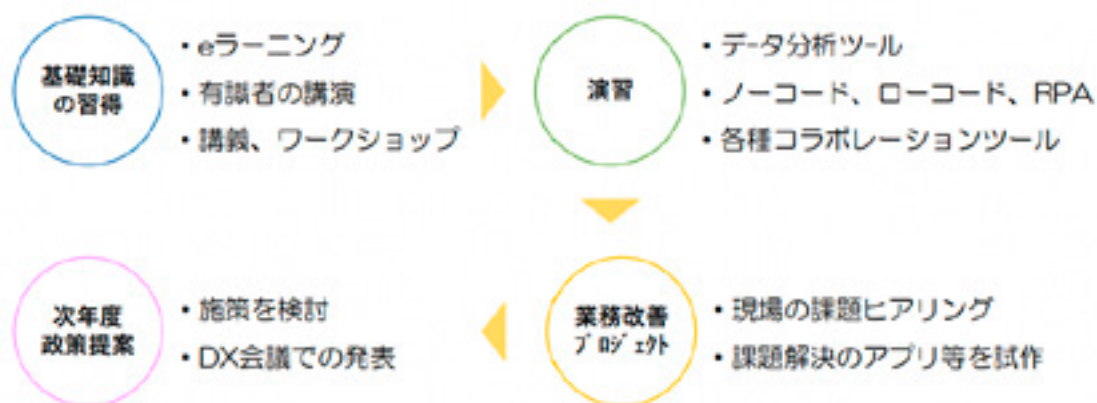 基礎知識
の習得
・eラーニング
・有識者の講演
・講義、ワークショップ
演習
・データ分析ツール
・ノーコード、ローコード、RPA
・各種コラボレーションツール
業務改善
プロジェクト
・現場の課題ヒアリング
・課題解決のアプリ等を試作
次年度
政策提案
・施策を検討
・DX会議での発表